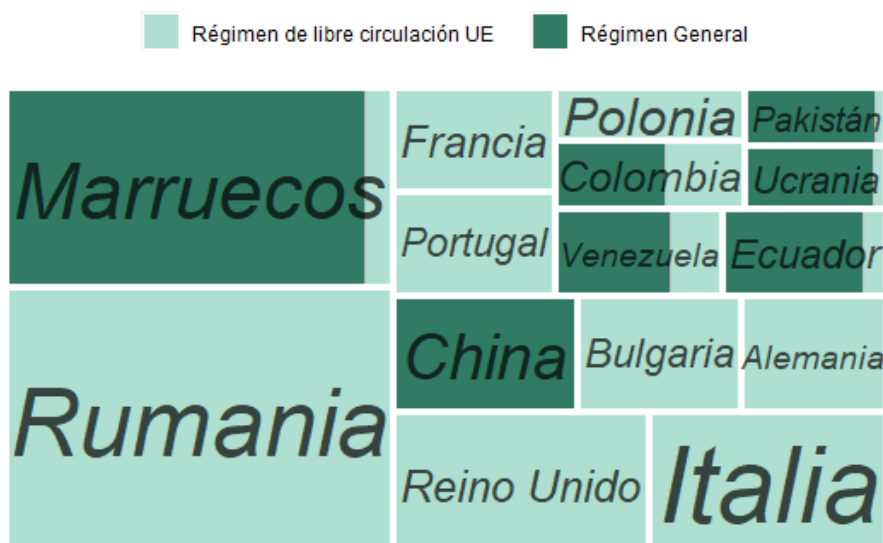 Régimen de libre circulación UE
Régimen General
Marruecos
Rumania
Francia
Portugal
Polonia
Colombia
Pakistán
Ucrania
Venezuela
Ecuador
China
Bulgaria
Alemania
Reino Unido
Italia